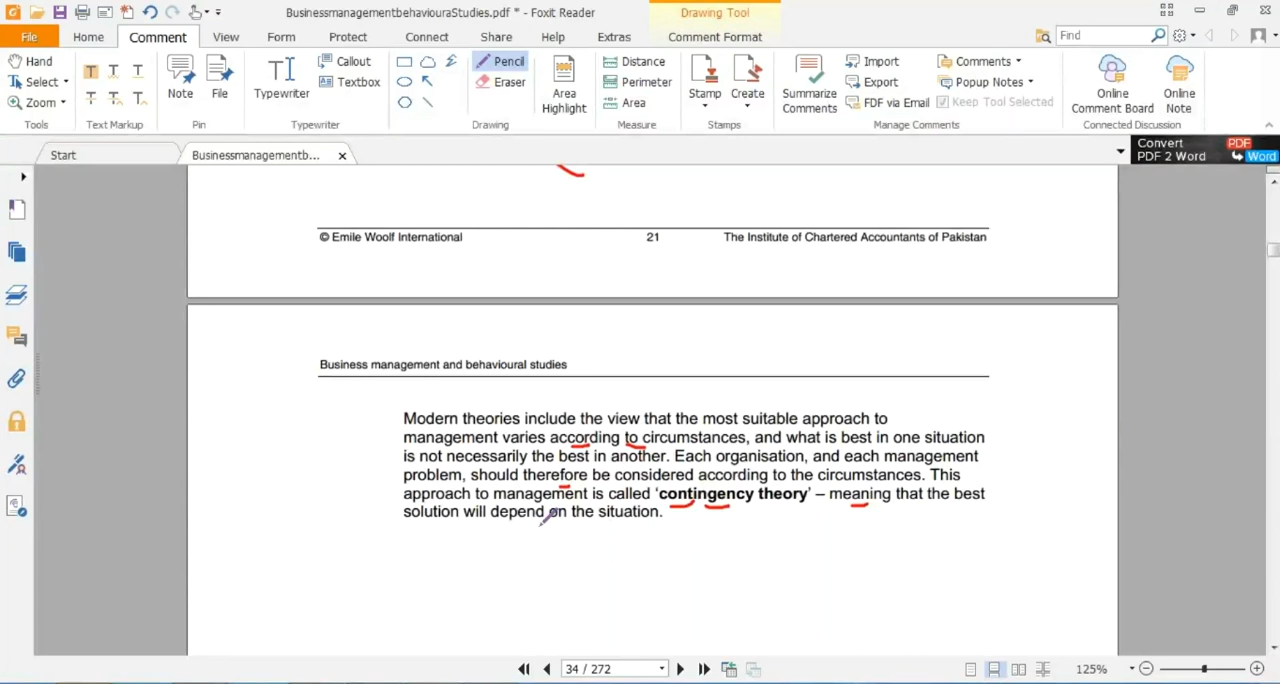 BusinessmanagementbehaviouraStudies.pdf * - Foxit Reader
Drawing Tool
File Home Comment View Form Protect Connect Share Help Extras Comment Format
Find
Hand
Select
Zoom
Tools
Text Markup
Note File
Pin
Typewriter
Callout
Textbox
Typewriter
Pencil
Eraser
Drawing
Area Highlight
Distance
Perimeter
Area
Measure
Stamp Create
Stamps
Summarize Comments
Import
Export
FDF via Email
Comments
Popup Notes
Keep Tool Selected
Manage Comments
Online Comment Board
Online Note
Connected Discussion
Start
Businessmanagementb...
Convert PDF
PDF 2 Word Word
© Emile Woolf International 21 The Institute of Chartered Accountants of Pakistan
Business management and behavioural studies
Modern theories include the view that the most suitable approach to
management varies according to circumstances, and what is best in one situation
is not necessarily the best in another. Each organisation, and each management
problem, should therefore be considered according to the circumstances. This
approach to management is called ‘contingency theory’ – meaning that the best
solution will depend on the situation.
34 / 272
125%